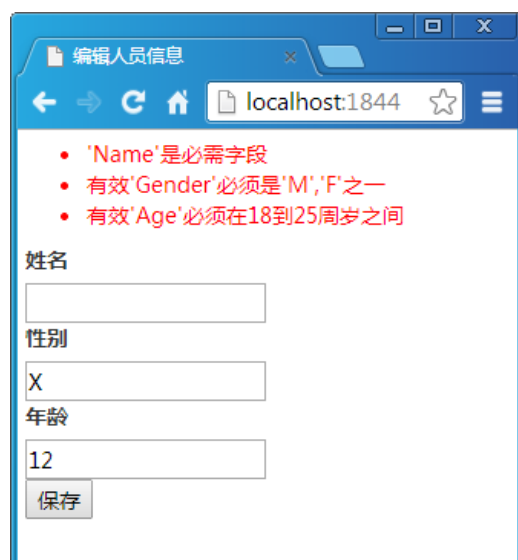 编辑人员信息
localhost:1844
'Name'是必需字段
有效'Gender'必须是'M','F'之一
有效'Age'必须在18到25周岁之间
姓名
性别
X
年龄
12
保存